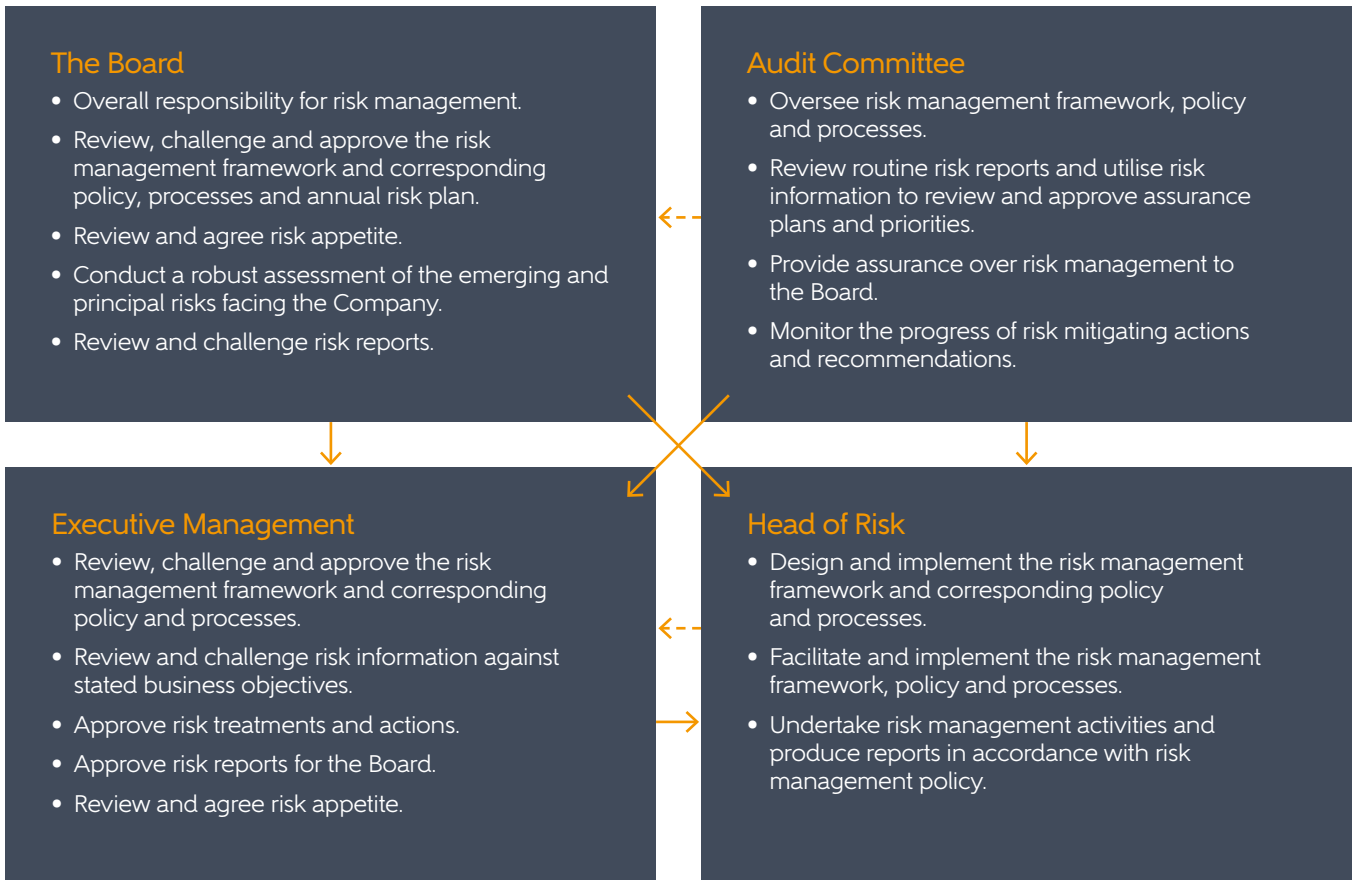 The Board
• Overall responsibility for risk management.
• Review, challenge and approve the risk
management framework and corresponding
policy, processes and annual risk plan.
• Review and agree risk appetite.
• Conduct a robust assessment of the emerging and
principal risks facing the Company.
• Review and challenge risk reports.
Audit Committee
• Oversee risk management framework, policy
and processes.
• Review routine risk reports and utilise risk
information to review and approve assurance
plans and priorities.
• Provide assurance over risk management to
the Board.
• Monitor the progress of risk mitigating actions
and recommendations.
Executive Management
• Review, challenge and approve the risk
management framework and corresponding
policy and processes.
• Review and challenge risk information against
stated business objectives.
• Approve risk treatments and actions.
• Approve risk reports for the Board.
• Review and agree risk appetite.
Head of Risk
• Design and implement the risk management
framework and corresponding policy
and processes.
• Facilitate and implement the risk management
framework, policy and processes.
• Undertake risk management activities and
produce reports in accordance with risk
management policy.